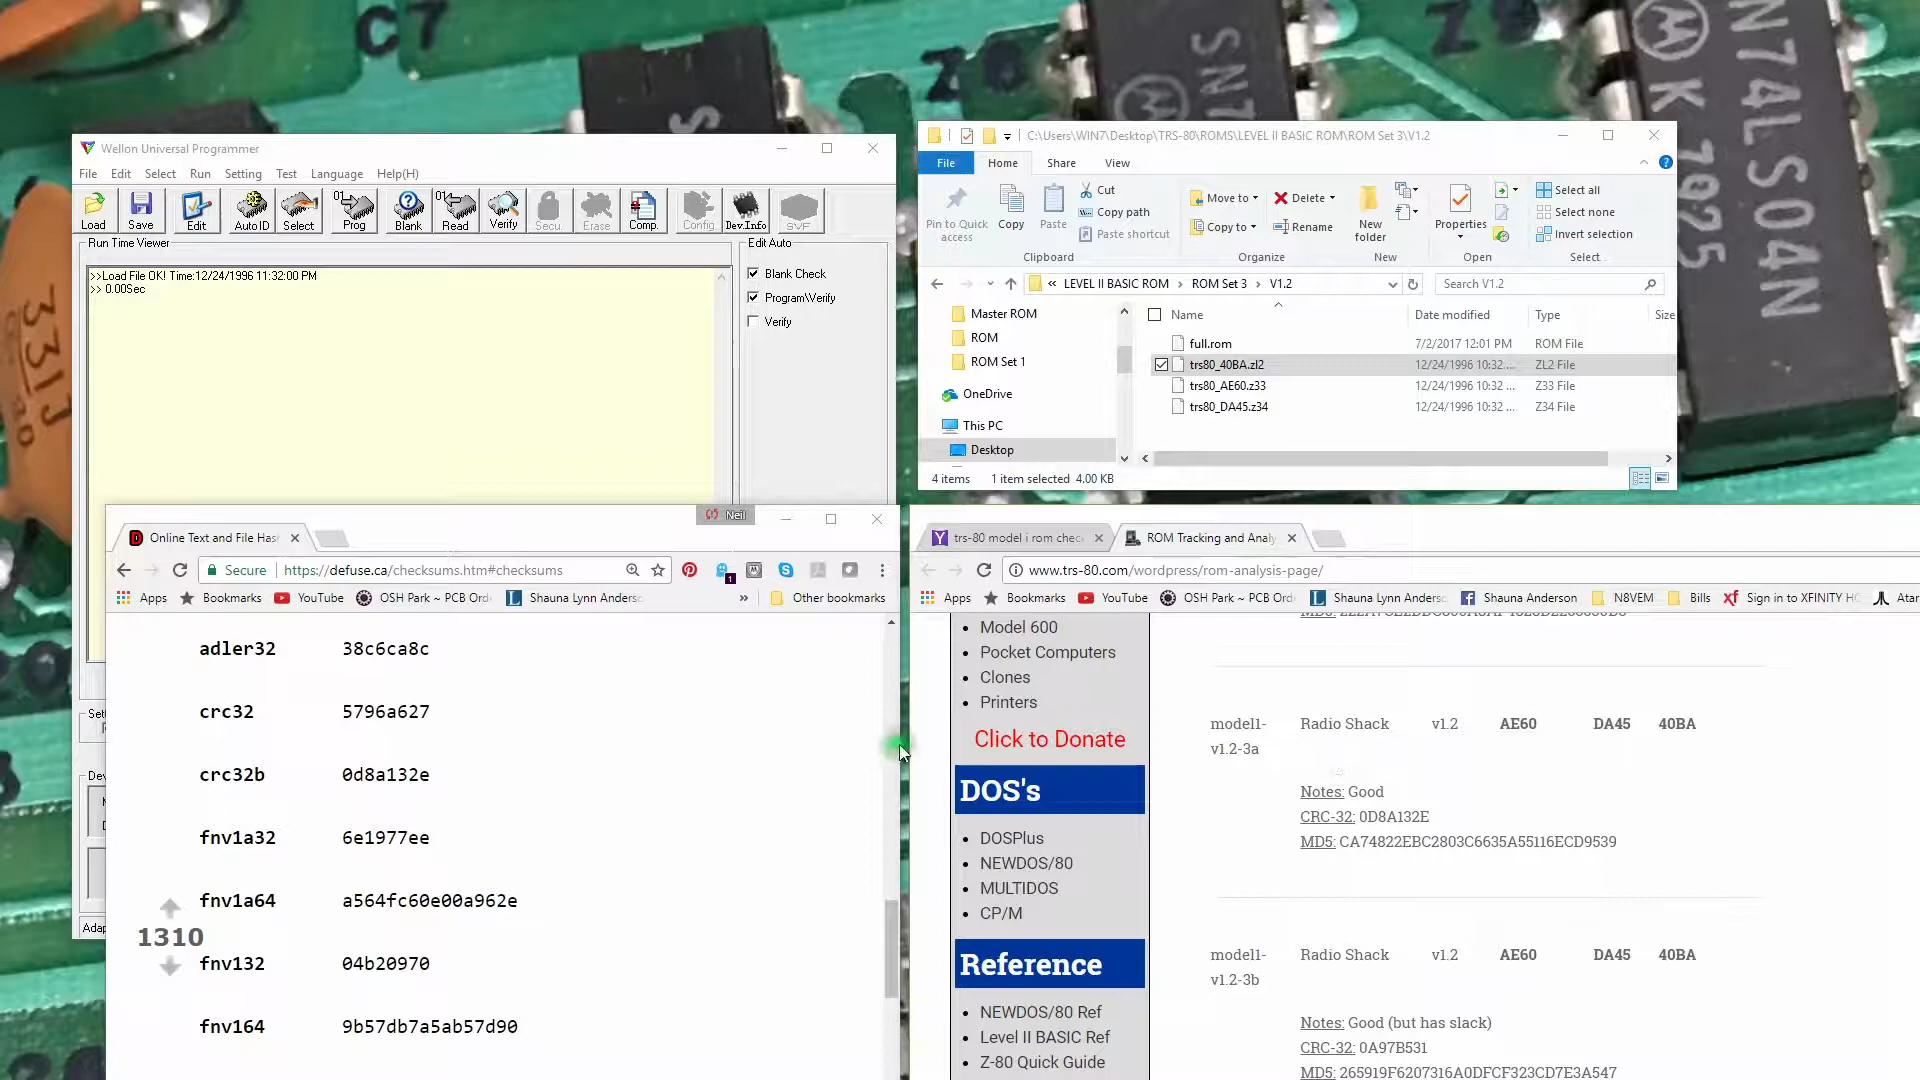 C7
SN7
N74LS04N
K 7925
33IJ
Wellon Universal Programmer
File Edit Select Run Setting Test Language Help(H)
Load Save Edit Auto ID Select Prog Blank Read Verify Secu. Erase Comp. Config. Dev.Info SVF
Run Time Viewer
>>Load File OK! Time:12/24/1996 11:32:00 PM
>> 0.00Sec
Edit Auto
Blank Check
Program\Verify
Verify
Set
Dev
Adap
C:\Users\WIN7\Desktop\TRS-80\ROMS\LEVEL II BASIC ROM\ROM Set 3\V1.2
File Home Share View
Pin to Quick access
Copy
Paste
Cut
Copy path
Paste shortcut
Clipboard
Move to
Copy to
Delete
Rename
Organize
New folder
New
Properties
Open
Select all
Select none
Invert selection
Select
« LEVEL II BASIC ROM › ROM Set 3 › V1.2
Search V1.2
Master ROM
ROM
ROM Set 1
OneDrive
This PC
Desktop
Name Date modified Type Size
full.rom 7/2/2017 12:01 PM ROM File
trs80_40BA.zl2 12/24/1996 10:32 ... ZL2 File
trs80_AE60.z33 12/24/1996 10:32 ... Z33 File
trs80_DA45.z34 12/24/1996 10:32 ... Z34 File
4 items 1 item selected 4.00 KB
Neil
Online Text and File Has
Secure https://defuse.ca/checksums.htm#checksums
1
Apps Bookmarks YouTube OSH Park ~ PCB Ord Shauna Lynn Anders » Other bookmarks
adler32 38c6ca8c
crc32 5796a627
crc32b 0d8a132e
fnv1a32 6e1977ee
fnv1a64 a564fc60e00a962e
1310
fnv132 04b20970
fnv164 9b57db7a5ab57d90
trs-80 model i rom chec
ROM Tracking and Analy
www.trs-80.com/wordpress/rom-analysis-page/
Apps Bookmarks YouTube OSH Park ~ PCB Ord Shauna Lynn Anders Shauna Anderson N8VEM Bills Sign in to XFINITY HO Atar
Model 600
Pocket Computers
Clones
Printers
Click to Donate
DOS's
DOSPlus
NEWDOS/80
MULTIDOS
CP/M
Reference
NEWDOS/80 Ref
Level II BASIC Ref
Z-80 Quick Guide
model1-v1.2-3a Radio Shack v1.2 AE60 DA45 40BA
Notes: Good
CRC-32: 0D8A132E
MD5: CA74822EBC2803C6635A55116ECD9539
model1-v1.2-3b Radio Shack v1.2 AE60 DA45 40BA
Notes: Good (but has slack)
CRC-32: 0A97B531
MD5: 265919F6207316A0DFCF323CD7E3A547